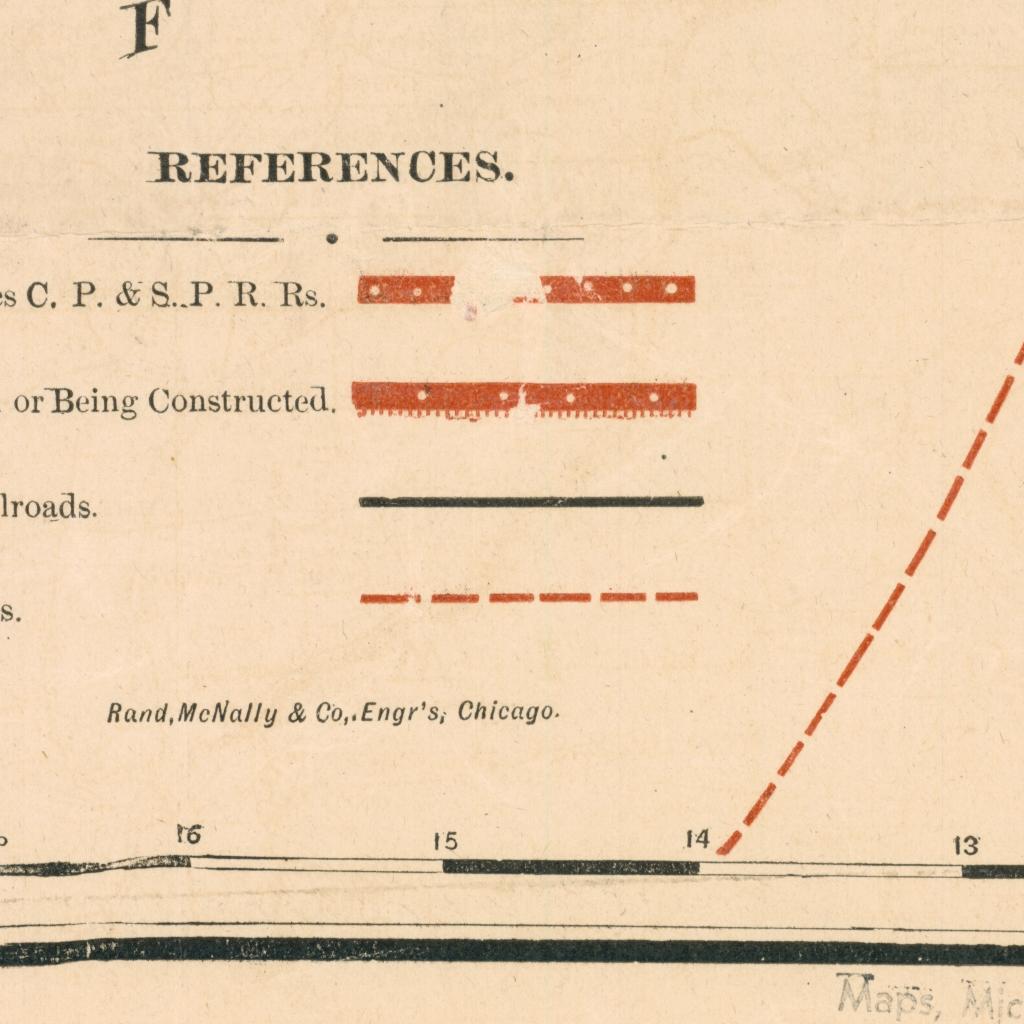 F
REFERENCES.
es C. P. & S. P. R. Rs.
or Being Constructed.
lroads.
s.
Rand, McNally & Co,. Engr's, Chicago.
16 15 14 13
Maps, Mic